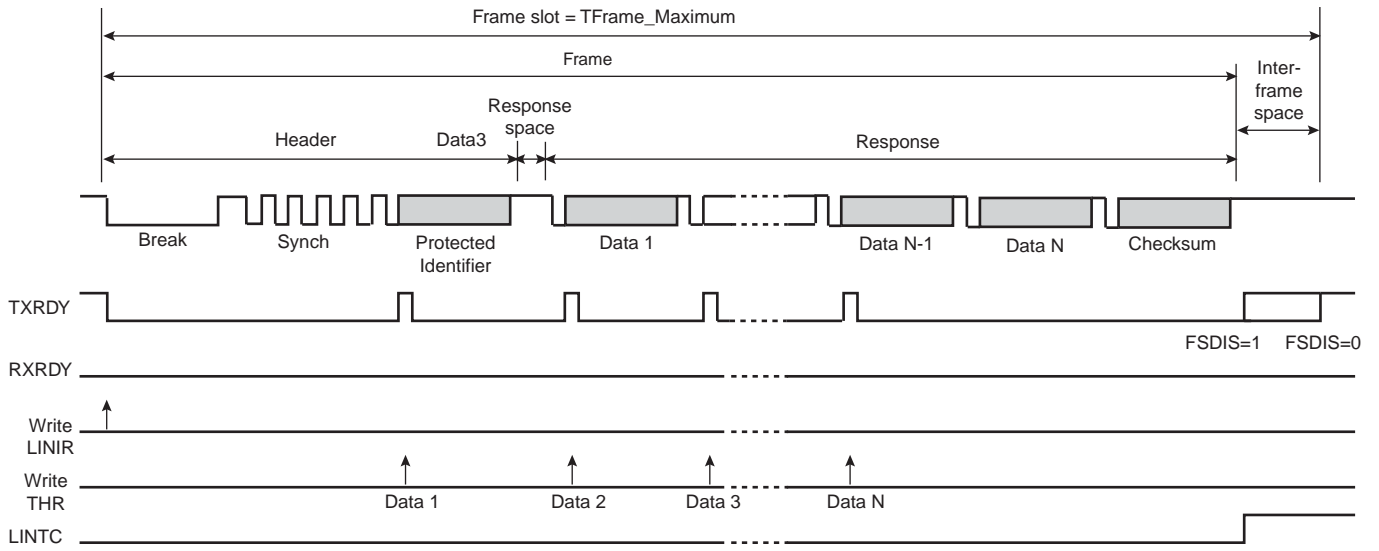 Frame slot = TFrame_Maximum
Frame
Inter-
frame
space
Response
space
Header
Data3
Response
Break
Synch
Protected
Identifier
Data 1
Data N-1
Data N
Checksum
TXRDY
FSDIS=1
FSDIS=0
RXRDY
Write
LINIR
Write
THR
Data 1
Data 2
Data 3
Data N
LINTC